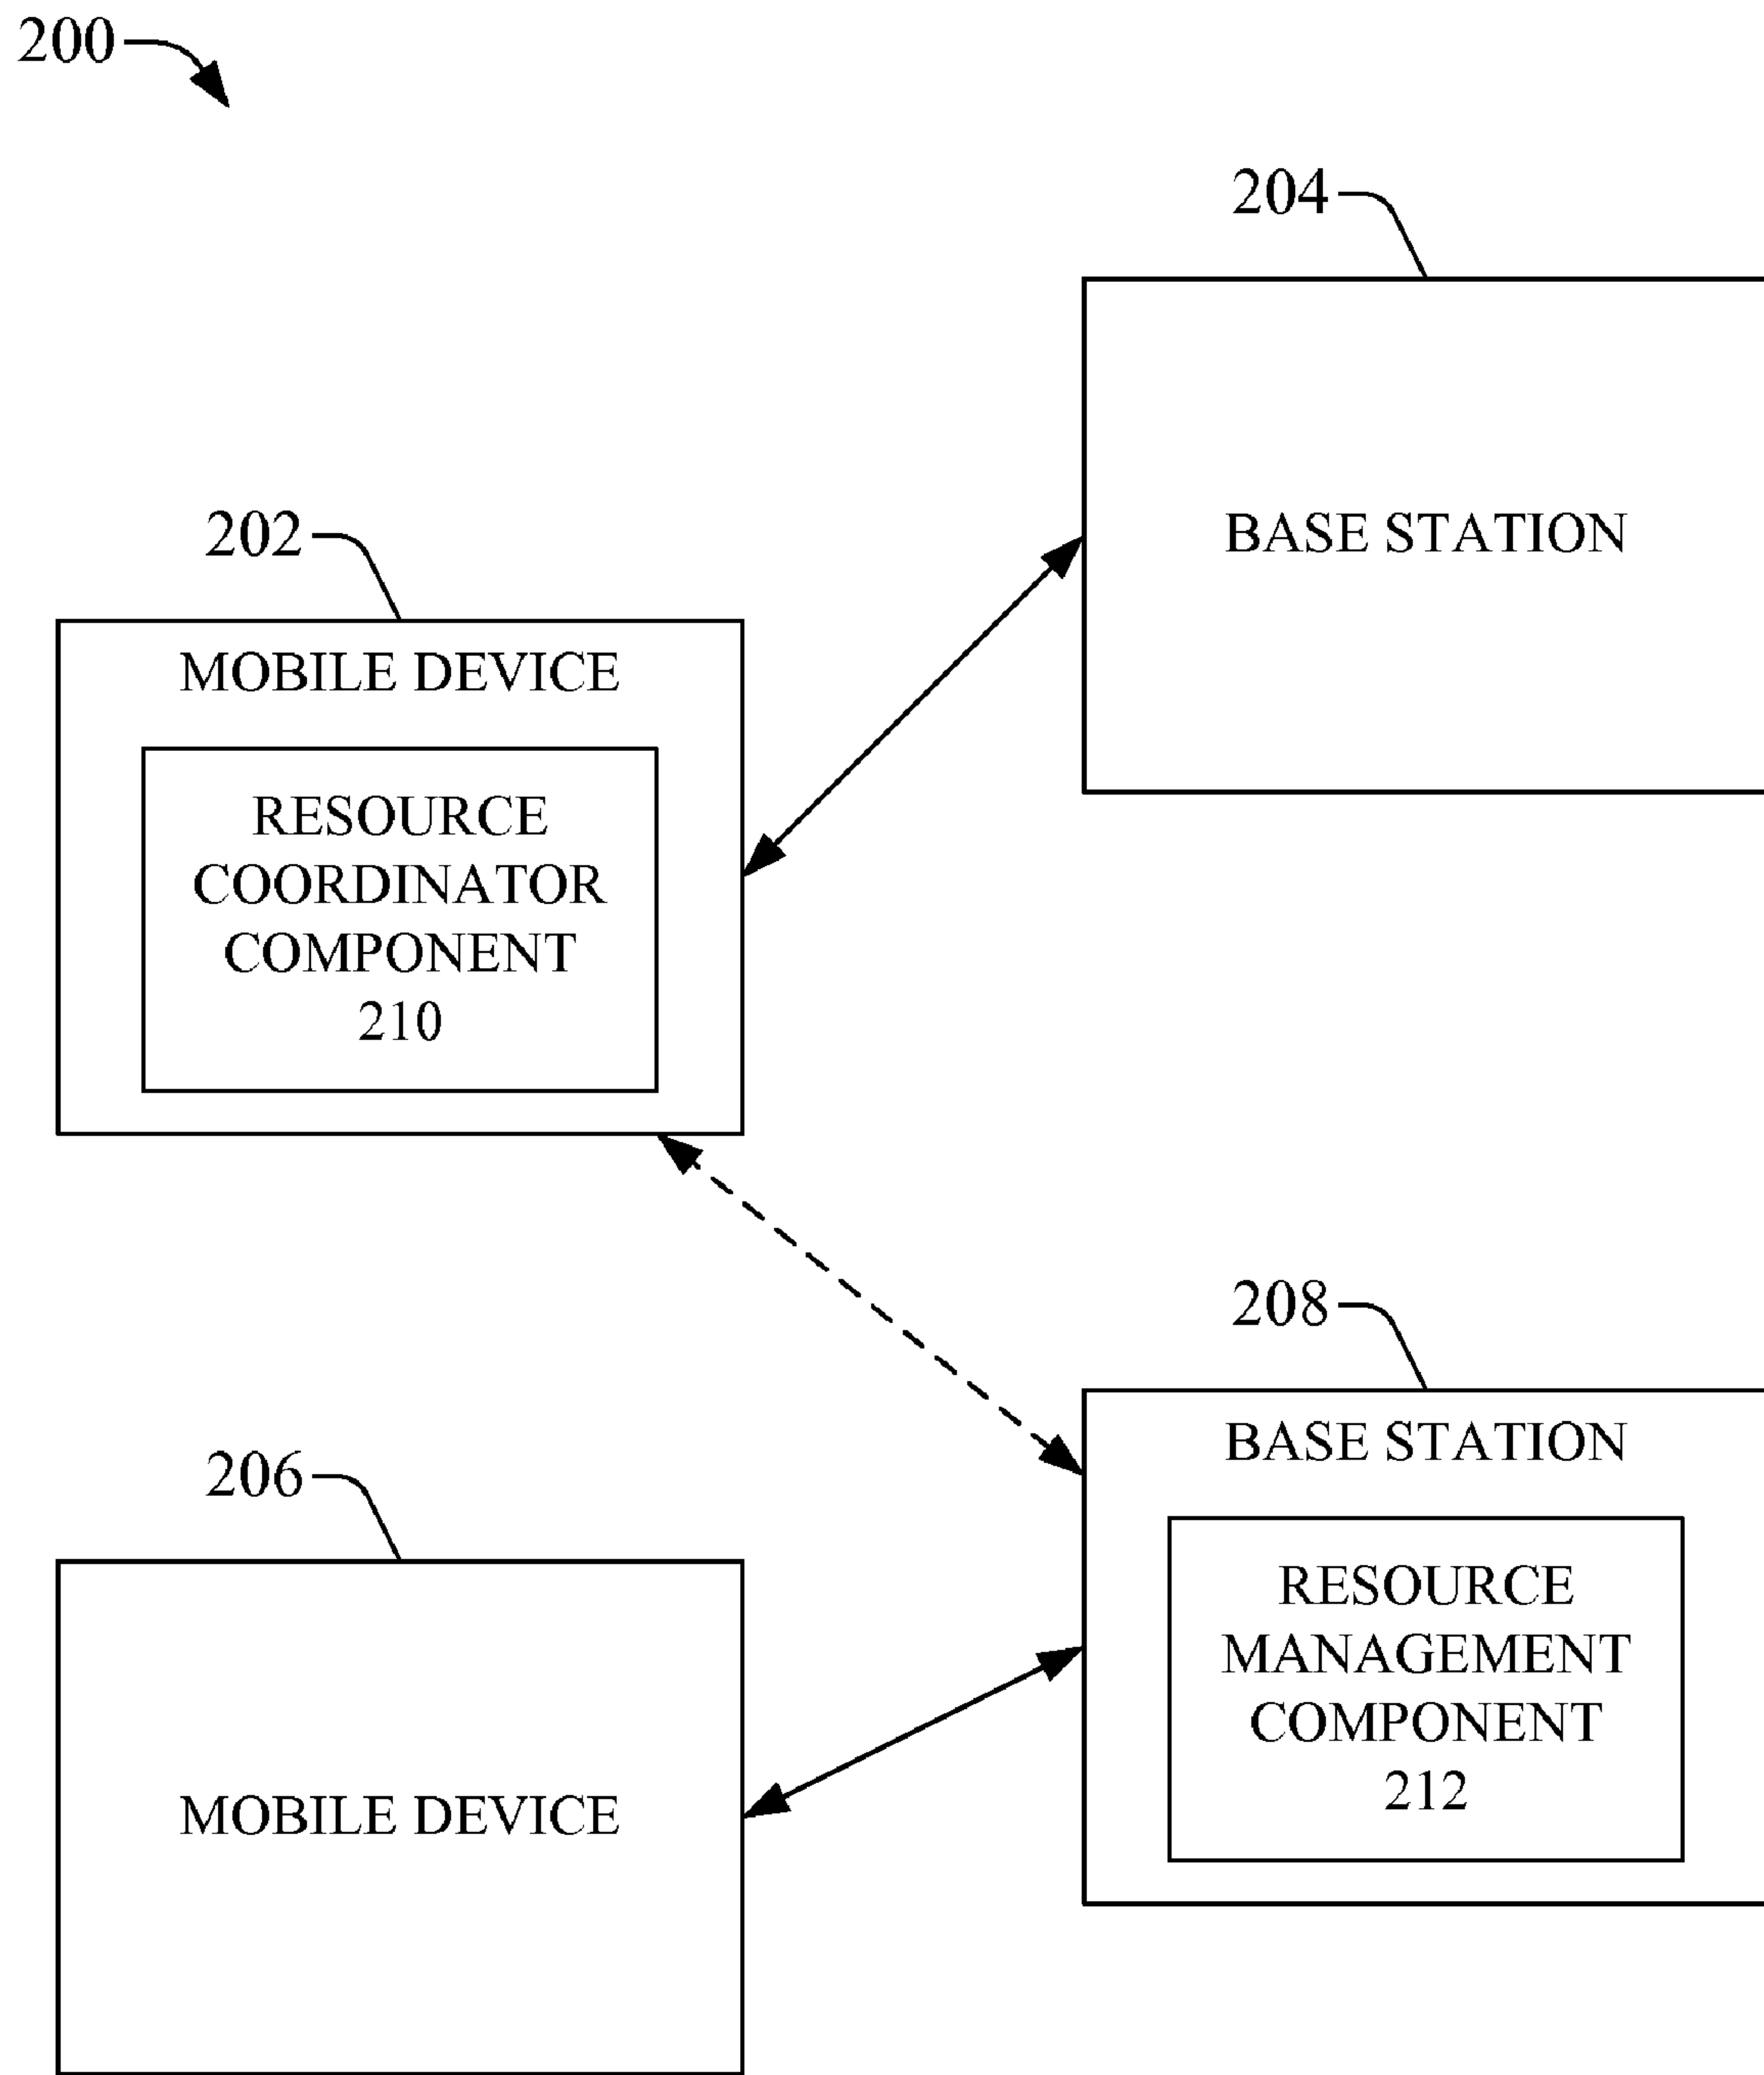 200
204
BASE STATION
202
MOBILE DEVICE
RESOURCE
COORDINATOR
COMPONENT
210
208
BASE STATION
RESOURCE
MANAGEMENT
COMPONENT
212
206
MOBILE DEVICE